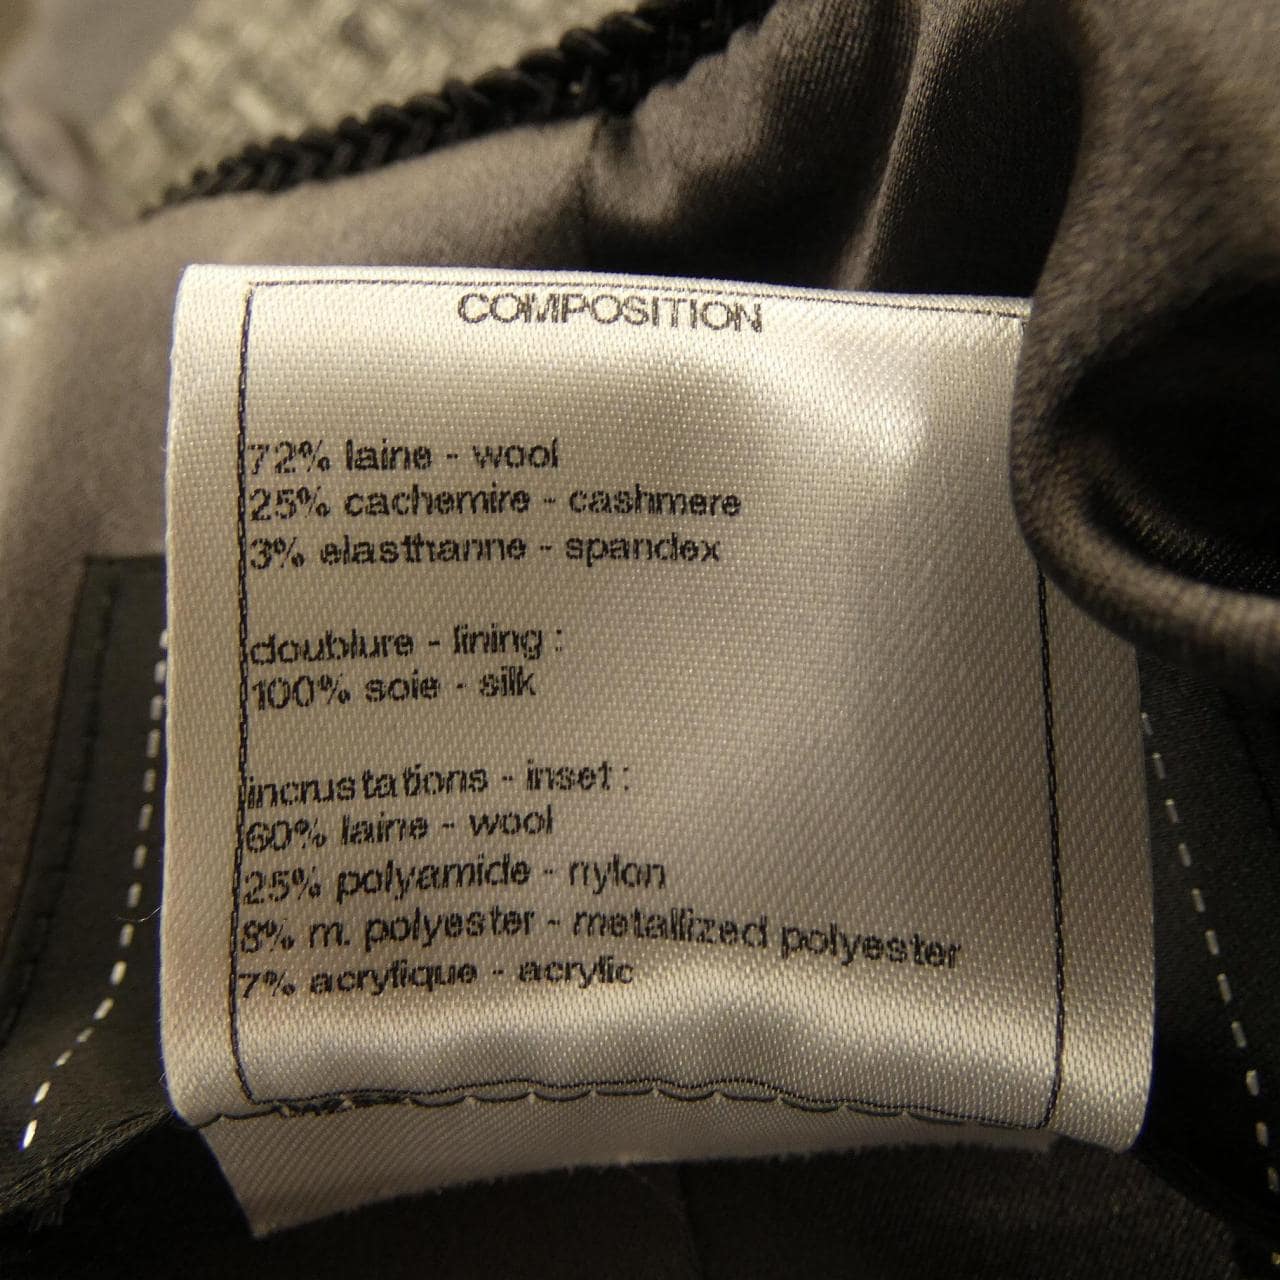 COMPOSITION
72% laine - wool
25% cachemire - cashmere
3% elasthanne - spandex
doublure - lining :
100% soie - silk
incrustations - inset :
60% laine - wool
25% polyamide - nylon
8% m. polyester - metallized polyester
7% acrylique - acrylic